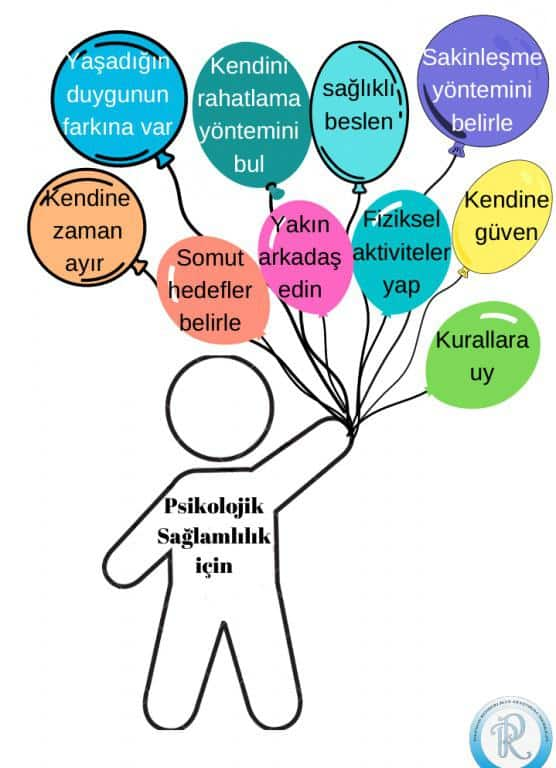 Yaşadığın
duygunun
farkına var
Kendini
rahatlama
yöntemini
bul
sağlıklı
beslen
Sakinleşme
yöntemini
belirle
Kendine
zaman
ayır
Somut
hedefler
belirle
Yakın
arkadaş
edin
Fiziksel
aktiviteler
yap
Kendine
güven
Kurallara
uy
Psikolojik
Sağlamlılık
için